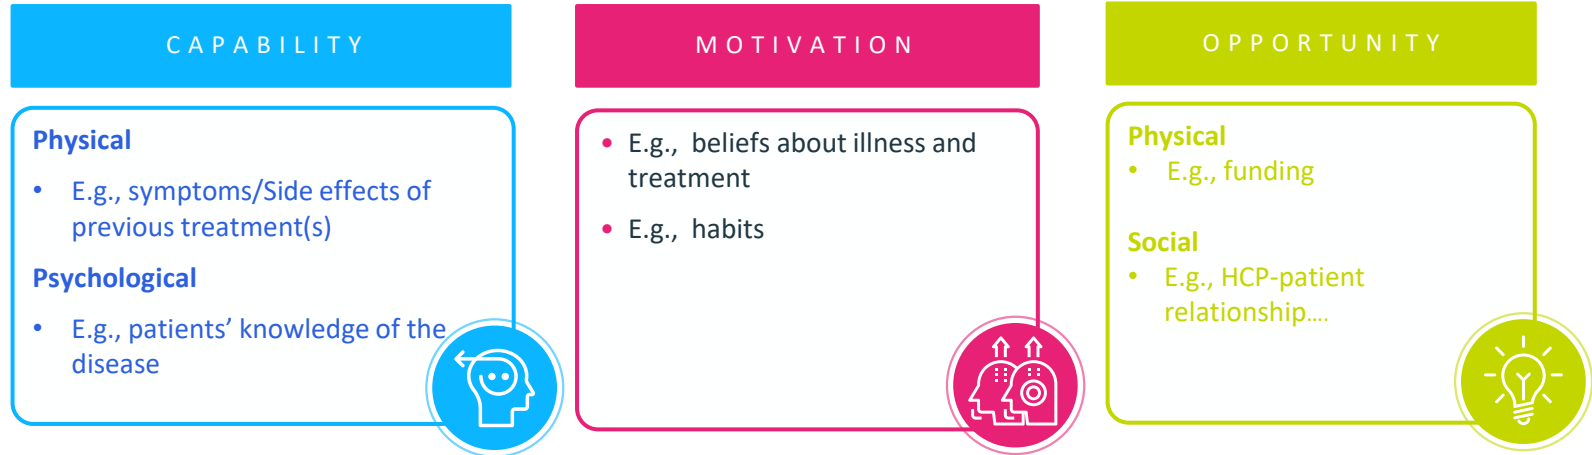 CAPABILITY
Physical
• E.g., symptoms/Side effects of
previous treatment(s)
Psychological
• E.g., patients’ knowledge of the
disease
MOTIVATION
• E.g., beliefs about illness and
treatment
• E.g., habits
OPPORTUNITY
Physical
• E.g., funding
Social
• E.g., HCP-patient
relationship....